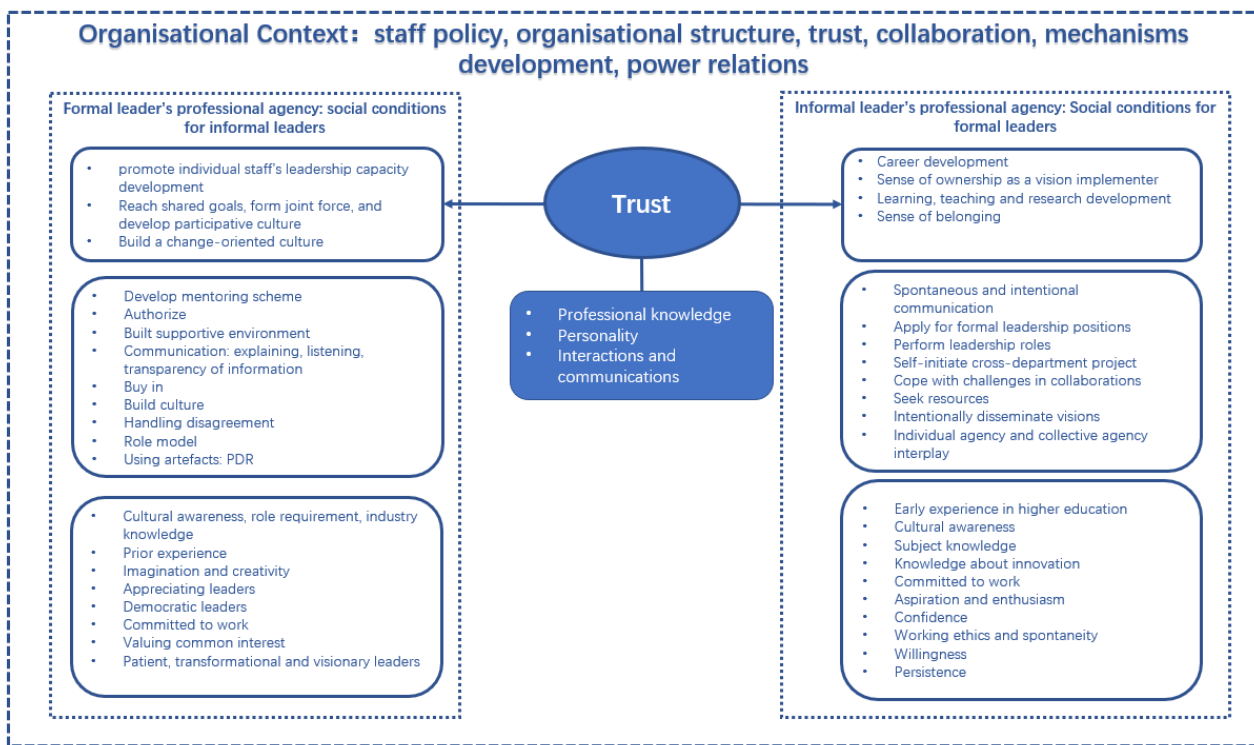 Organisational Context: staff policy, organisational structure, trust, collaboration, mechanisms
development, power relations
Formal leader's professional agency: social conditions
for informal leaders
• promote individual staff's leadership capacity
development
• Reach shared goals, form joint force, and
develop participative culture
• Build a change-oriented culture
• Develop mentoring scheme
• Authorize
• Built supportive environment
• Communication: explaining, listening,
transparency of information
• Buy in
• Build culture
• Handling disagreement
• Role model
• Using artefacts: PDR
• Cultural awareness, role requirement, industry
knowledge
• Prior experience
• Imagination and creativity
• Appreciating leaders
• Democratic leaders
• Committed to work
• Valuing common interest
• Patient, transformational and visionary leaders
Trust
• Professional knowledge
• Personality
• Interactions and
communications
Informal leader's professional agency: Social conditions for
formal leaders
• Career development
• Sense of ownership as a vision implementer
• Learning, teaching and research development
• Sense of belonging
• Spontaneous and intentional
communication
• Apply for formal leadership positions
• Perform leadership roles
• Self-initiate cross-department project
• Cope with challenges in collaborations
• Seek resources
• Intentionally disseminate visions
• Individual agency and collective agency
interplay
• Early experience in higher education
• Cultural awareness
• Subject knowledge
• Knowledge about innovation
• Committed to work
• Aspiration and enthusiasm
• Confidence
• Working ethics and spontaneity
• Willingness
• Persistence